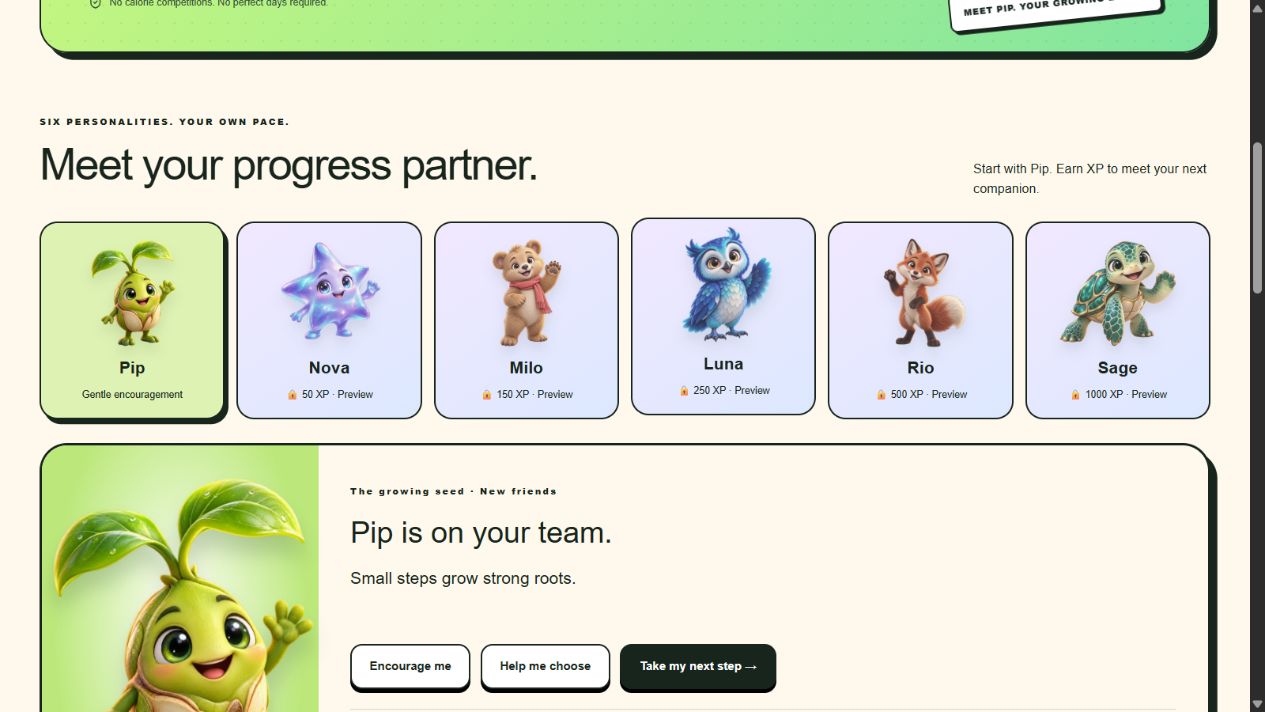 No calorie competitions. No perfect days required.
MEET PIP. YOUR GROWING
SIX PERSONALITIES. YOUR OWN PACE.
Meet your progress partner.
Start with Pip. Earn XP to meet your next
companion.
Pip
Gentle encouragement
Nova
🔒 50 XP · Preview
Milo
🔒 150 XP · Preview
Luna
🔒 250 XP · Preview
Rio
🔒 500 XP · Preview
Sage
🔒 1000 XP · Preview
The growing seed · New friends
Pip is on your team.
Small steps grow strong roots.
Encourage me
Help me choose
Take my next step →